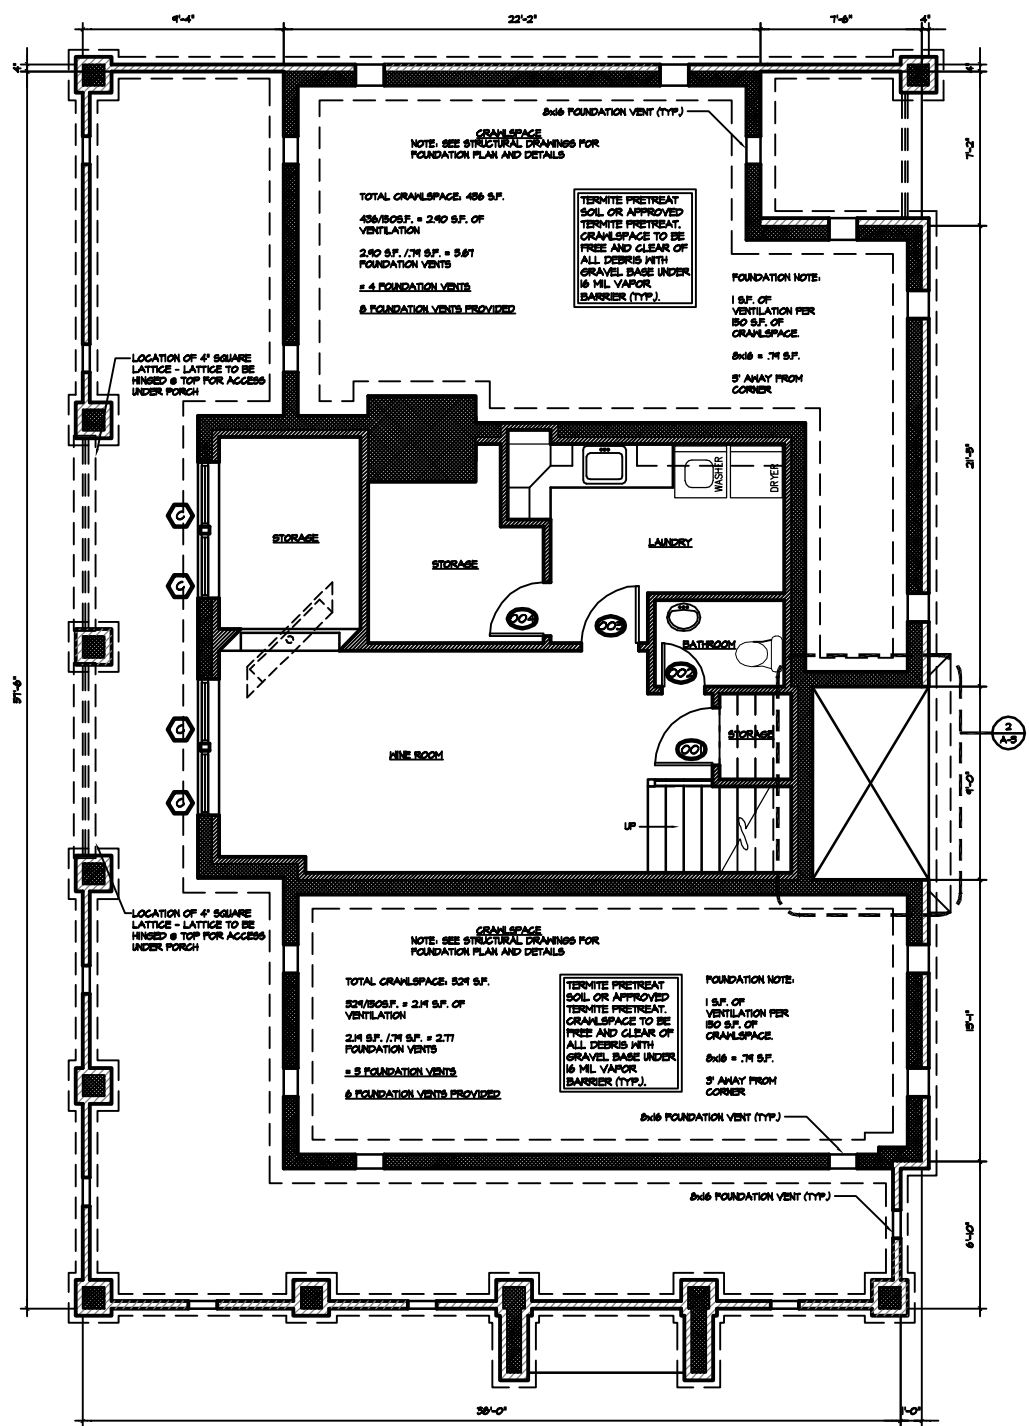 9'-4"
22'-2"
7'-6"
4"
4"
4"
8x16 FOUNDATION VENT (TYP.)
CRAWLSPACE
NOTE: SEE STRUCTURAL DRAWINGS FOR
FOUNDATION PLAN AND DETAILS
7'-2"
TOTAL CRAWLSPACE: 436 S.F.
436/150S.F. = 2.90 S.F. OF
VENTILATION
2.90 S.F. /.79 S.F. = 3.67
FOUNDATION VENTS
= 4 FOUNDATION VENTS
8 FOUNDATION VENTS PROVIDED
TERMITE PRETREAT
SOIL OR APPROVED
TERMITE PRETREAT.
CRAWLSPACE TO BE
FREE AND CLEAR OF
ALL DEBRIS WITH
GRAVEL BASE UNDER
16 MIL VAPOR
BARRIER (TYP.).
FOUNDATION NOTE:
1 S.F. OF
VENTILATION PER
150 S.F. OF
CRAWLSPACE.
8x16 = .79 S.F.
3' AWAY FROM
CORNER
LOCATION OF 4" SQUARE
LATTICE - LATTICE TO BE
HINGED @ TOP FOR ACCESS
UNDER PORCH
21'-5"
WASHER
DRYER
C
STORAGE
LAUNDRY
STORAGE
C
004
003
BATHROOM
002
57'-6"
C
STORAGE
2
A-5
001
WINE ROOM
9'-0"
C
UP
LOCATION OF 4" SQUARE
LATTICE - LATTICE TO BE
HINGED @ TOP FOR ACCESS
UNDER PORCH
CRAWLSPACE
NOTE: SEE STRUCTURAL DRAWINGS FOR
FOUNDATION PLAN AND DETAILS
TOTAL CRAWLSPACE: 329 S.F.
329/150S.F. = 2.19 S.F. OF
VENTILATION
2.19 S.F. /.79 S.F. = 2.77
FOUNDATION VENTS
= 3 FOUNDATION VENTS
6 FOUNDATION VENTS PROVIDED
TERMITE PRETREAT
SOIL OR APPROVED
TERMITE PRETREAT.
CRAWLSPACE TO BE
FREE AND CLEAR OF
ALL DEBRIS WITH
GRAVEL BASE UNDER
16 MIL VAPOR
BARRIER (TYP.).
FOUNDATION NOTE:
1 S.F. OF
VENTILATION PER
150 S.F. OF
CRAWLSPACE.
8x16 = .79 S.F.
3' AWAY FROM
CORNER
13'-1"
8x16 FOUNDATION VENT (TYP.)
8x16 FOUNDATION VENT (TYP.)
6'-10"
38'-0"
1'-0"